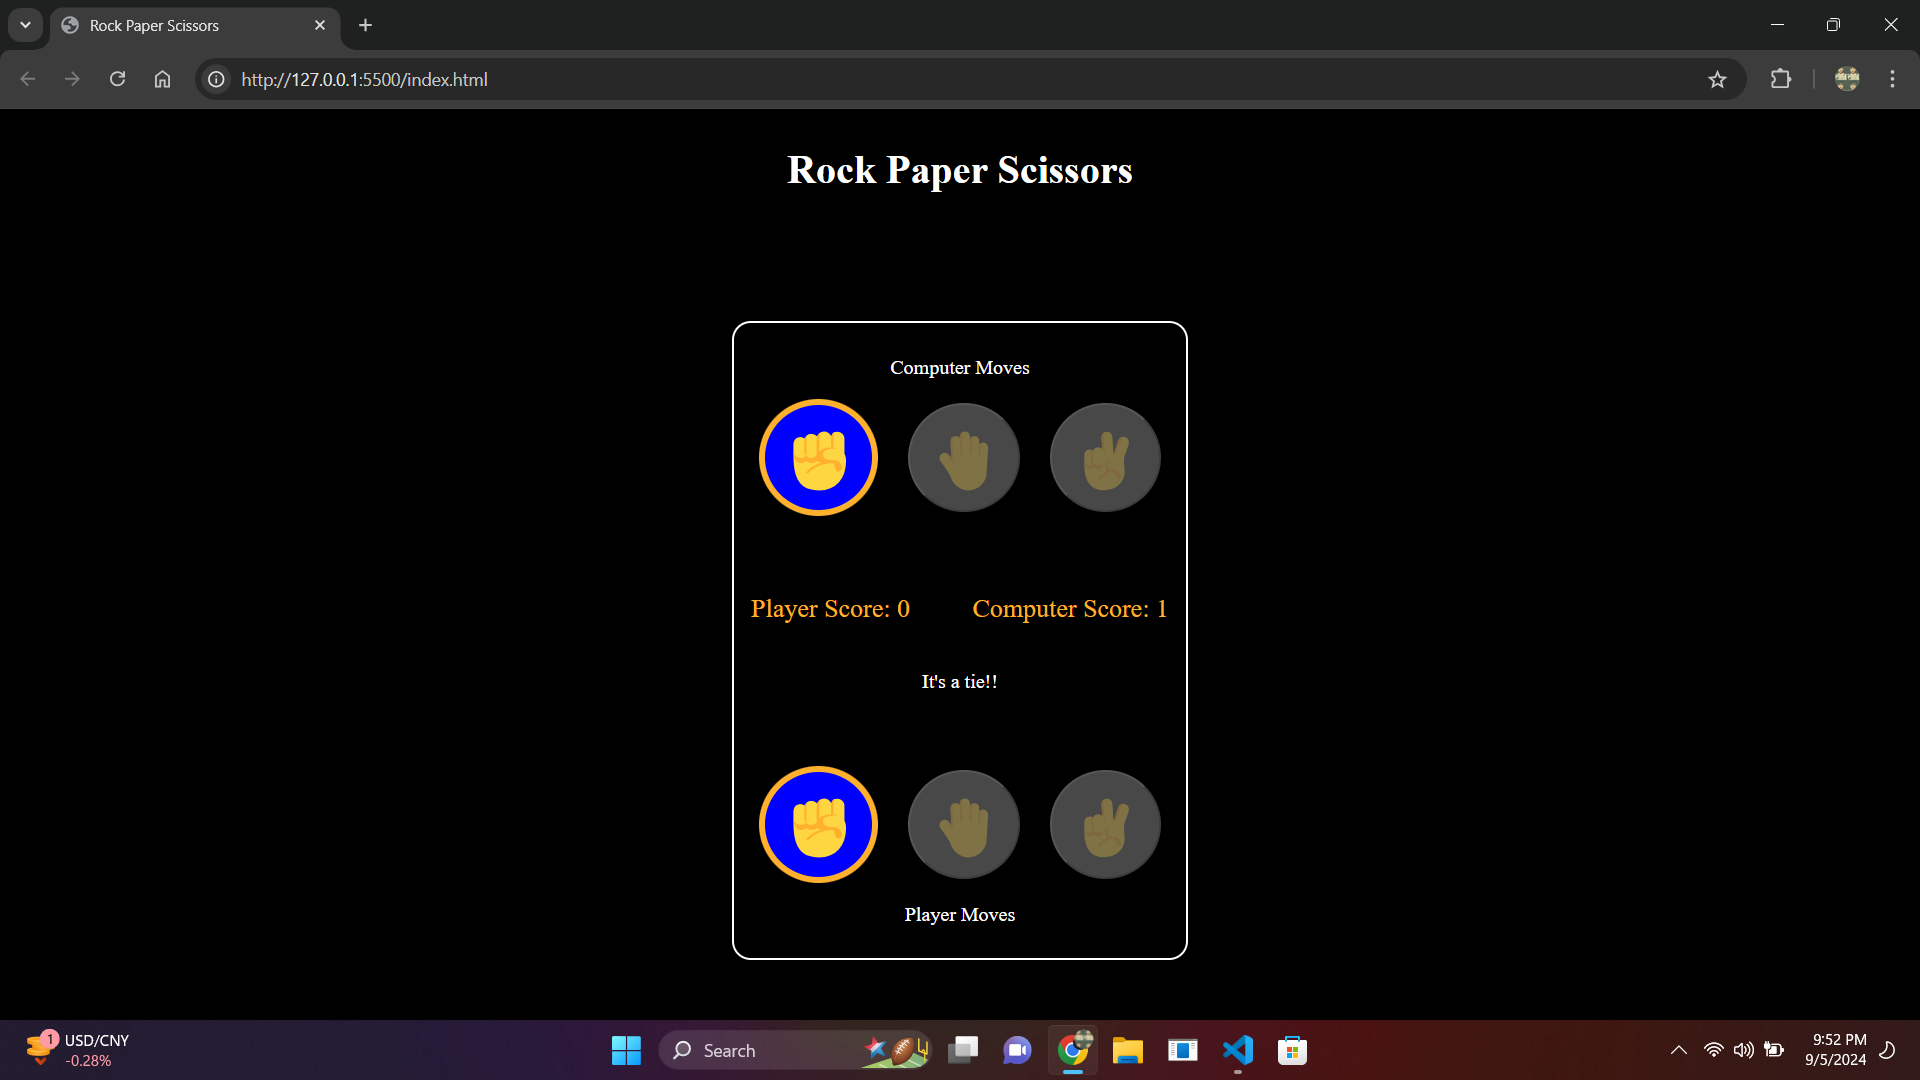 Rock Paper Scissors
http://127.0.0.1:5500/index.html
Rock Paper Scissors
Computer Moves
Player Score: 0 Computer Score: 1
It's a tie!!
Player Moves
1
USD/CNY
-0.28%
Search
9:52 PM
9/5/2024